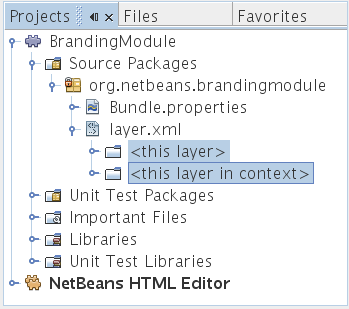 Projects Files Favorites
BrandingModule
Source Packages
org.netbeans.brandingmodule
Bundle.properties
layer.xml
<this layer>
<this layer in context>
Unit Test Packages
Important Files
Libraries
Unit Test Libraries
NetBeans HTML Editor